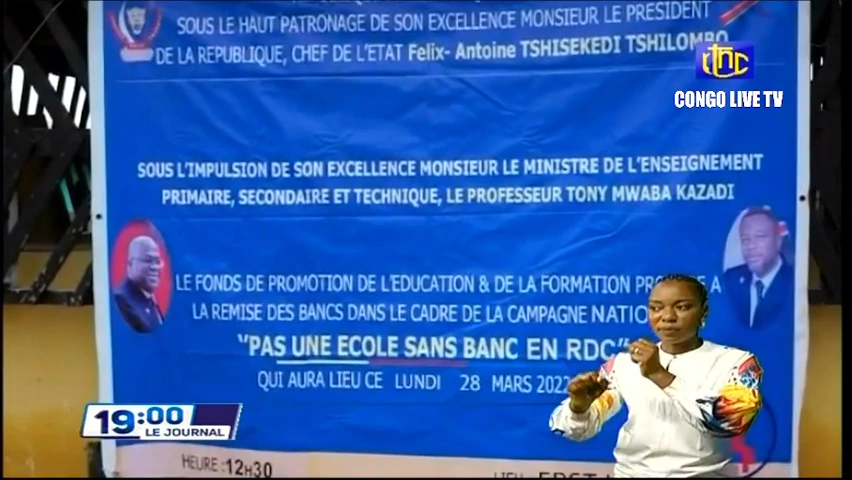 SOUS LE HAUT PATRONAGE DE SON EXCELLENCE MONSIEUR LE PRESIDENT
DE LA REPUBLIQUE, CHEF DE L'ETAT Felix- Antoine TSHISEKEDI TSHILOMBO
rtnc
CONGO LIVE TV
SOUS L'IMPULSION DE SON EXCELLENCE MONSIEUR LE MINISTRE DE L'ENSEIGNEMENT
PRIMAIRE, SECONDAIRE ET TECHNIQUE, LE PROFESSEUR TONY MWABA KAZADI
LE FONDS DE PROMOTION DE L'EDUCATION & DE LA FORMATION A
LA REMISE DES BANCS DANS LE CADRE DE LA CAMPAGNE
"PAS UNE ECOLE SANS BANC EN RDC"
QUI AURA LIEU CE LUNDI 28 MARS 2022
19:00
LE JOURNAL
HEURE : 12H30